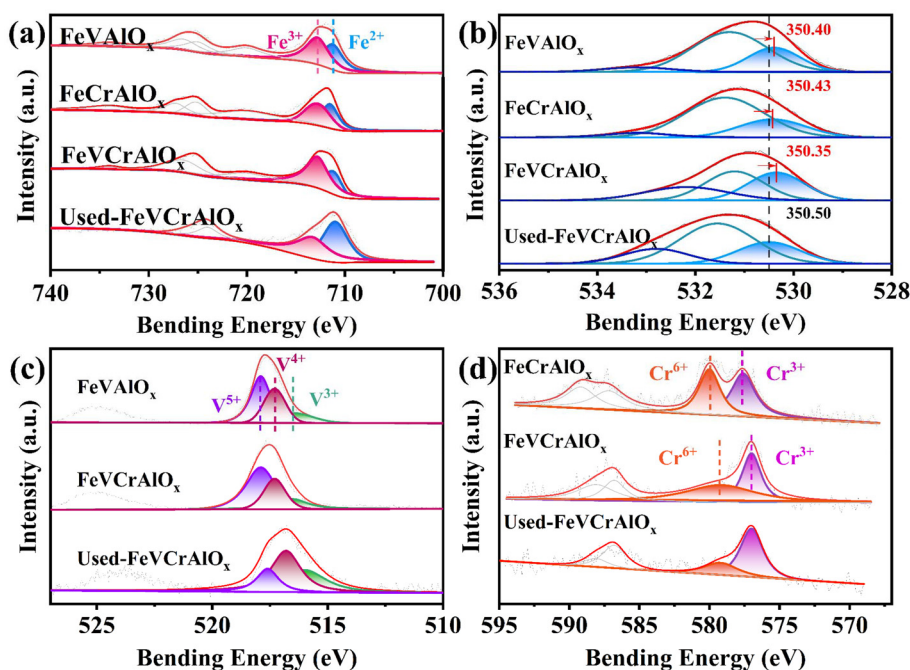 (a)
FeVAlOₓ
Fe³⁺
Fe²⁺
FeCrAlOₓ
FeVCrAlOₓ
Used-FeVCrAlOₓ
Intensity (a.u.)
740 730 720 710 700
Bending Energy (eV)
(b)
350.40
FeVAlOₓ
350.43
FeCrAlOₓ
350.35
FeVCrAlOₓ
350.50
Used-FeVCrAlOₓ
Intensity (a.u.)
536 534 532 530 528
Bending Energy (eV)
(c)
V⁴⁺
FeVAlOₓ
V⁵⁺
V³⁺
FeVCrAlOₓ
Used-FeVCrAlOₓ
Intensity (a.u.)
525 520 515 510
Bending Energy (eV)
(d)
FeCrAlOₓ
Cr⁶⁺
Cr³⁺
FeVCrAlOₓ
Cr⁶⁺
Cr³⁺
Used-FeVCrAlOₓ
Intensity (a.u.)
595 590 585 580 575 570
Bending Energy (eV)